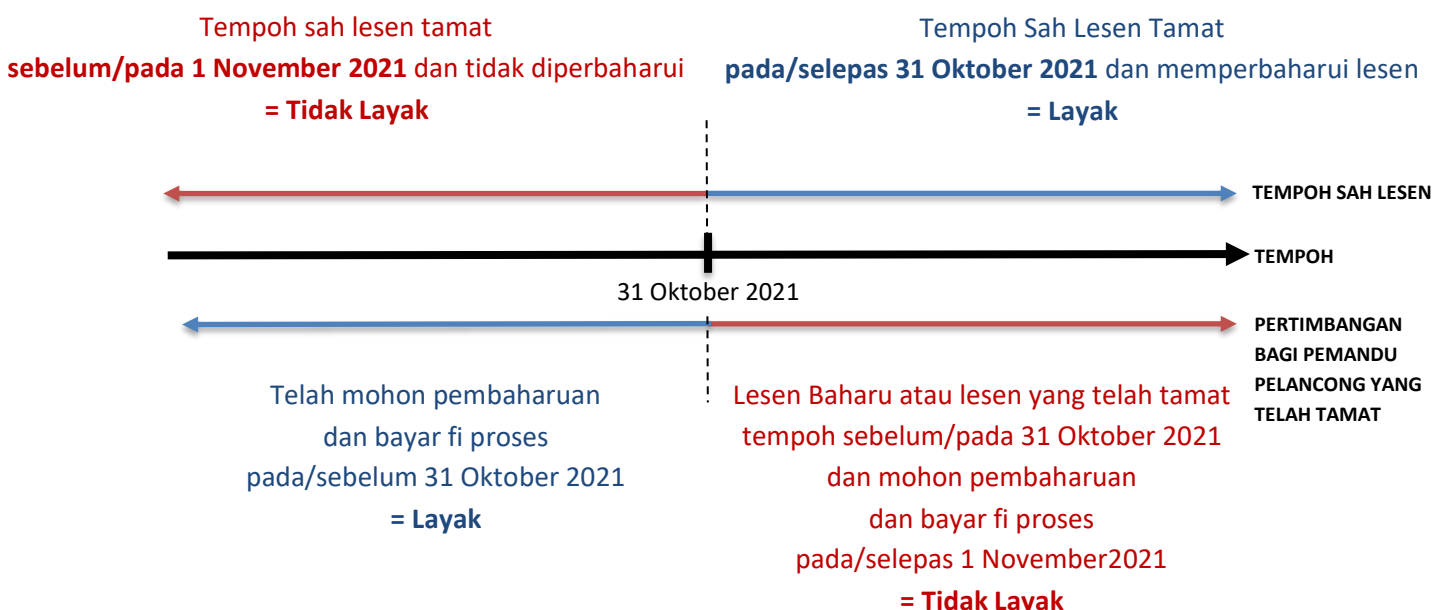 Tempoh sah lesen tamat
sebelum/pada 1 November 2021 dan tidak diperbaharui
= Tidak Layak
Tempoh Sah Lesen Tamat
pada/selepas 31 Oktober 2021 dan memperbaharui lesen
= Layak
TEMPOH SAH LESEN
TEMPOH
31 Oktober 2021
PERTIMBANGAN
BAGI PEMANDU
PELANCONG YANG
TELAH TAMAT
Telah mohon pembaharuan
dan bayar fi proses
pada/sebelum 31 Oktober 2021
= Layak
Lesen Baharu atau lesen yang telah tamat
tempoh sebelum/pada 31 Oktober 2021
dan mohon pembaharuan
dan bayar fi proses
pada/selepas 1 November2021
= Tidak Layak